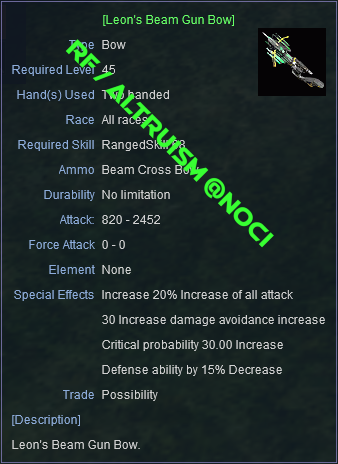 [Leon's Beam Gun Bow]
Type Bow
Required Level 45
Hand(s) Used Two handed
Race All races
Required Skill RangedSkill
Ammo Beam Cross
Durability No limitation
Attack: 820 - 2452
Force Attack 0 - 0
Element None
Special Effects Increase 20% Increase of all attack
30 Increase damage avoidance increase
Critical probability 30.00 Increase
Defense ability by 15% Decrease
Trade Possibility
[Description]
Leon's Beam Gun Bow.
RF / ALTRUISM @NOCI